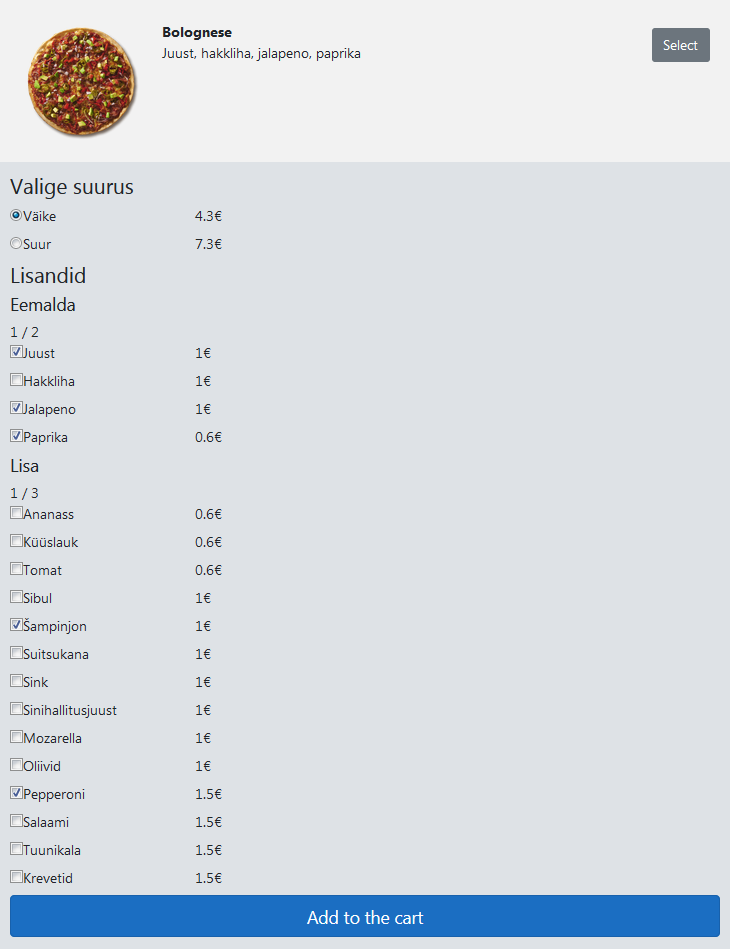 Bolognese
Juust, hakkliha, jalapeno, paprika
Select
Valige suurus
Väike 4.3€
Suur 7.3€
Lisandid
Eemalda
1 / 2
Juust 1€
Hakkliha 1€
Jalapeno 1€
Paprika 0.6€
Lisa
1 / 3
Ananass 0.6€
Küüslauk 0.6€
Tomat 0.6€
Sibul 1€
Šampinjon 1€
Suitsukana 1€
Sink 1€
Sinihallitusjuust 1€
Mozarella 1€
Oliivid 1€
Pepperoni 1.5€
Salaami 1.5€
Tuunikala 1.5€
Krevetid 1.5€
Add to the cart